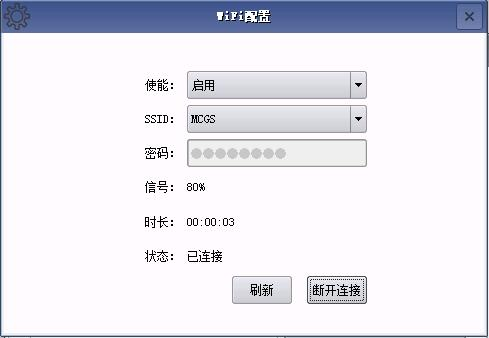 WiFi配置
使能： 启用
SSID： MCGS
密码：
信号： 80%
时长： 00:00:03
状态： 已连接
刷新 断开连接